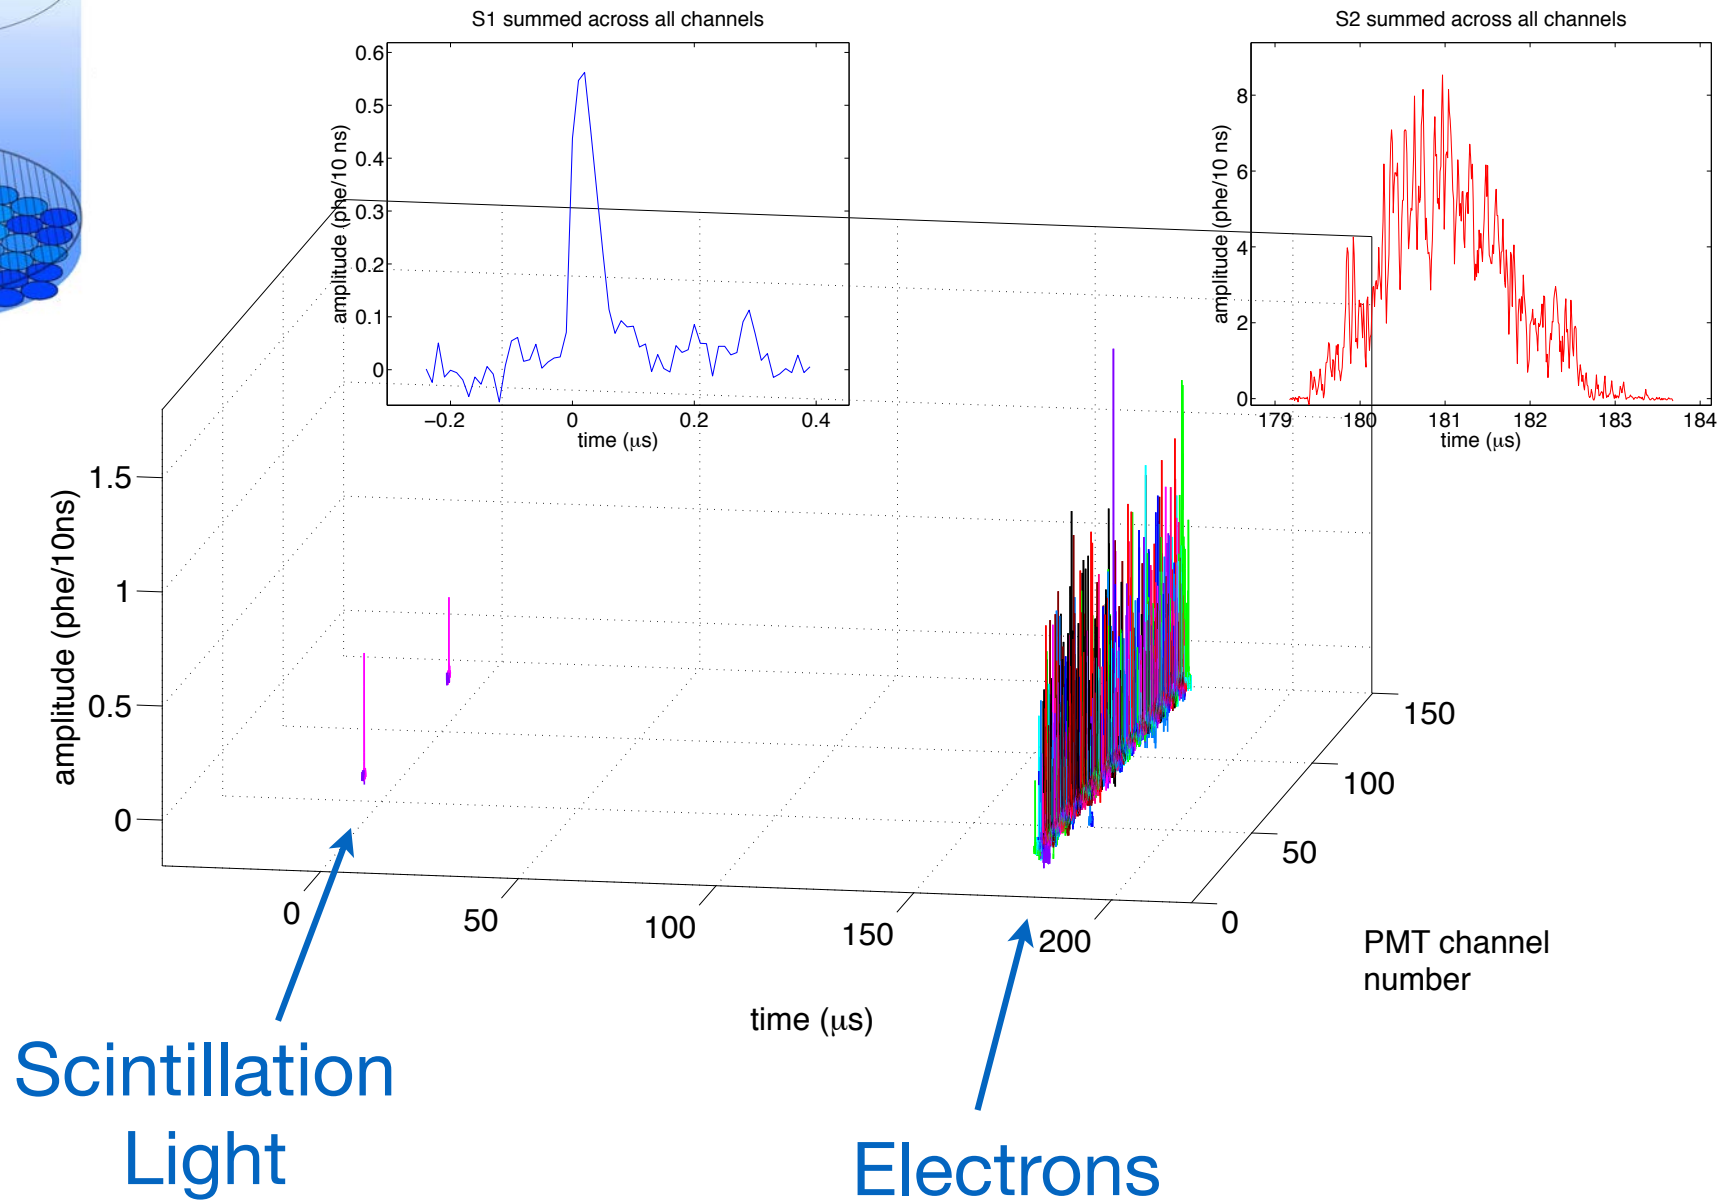 S1 summed across all channels
S2 summed across all channels
0.6
0.5
0.4
0.3
0.2
0.1
0
amplitude (phe/10 ns)
−0.2
0
0.2
0.4
time (μs)
8
6
4
2
0
amplitude (phe/10 ns)
179
180
181
182
183
184
time (μs)
1.5
1
0.5
0
amplitude (phe/10ns)
0
50
100
150
200
time (μs)
0
50
100
150
PMT channel
number
Scintillation
Light
Electrons